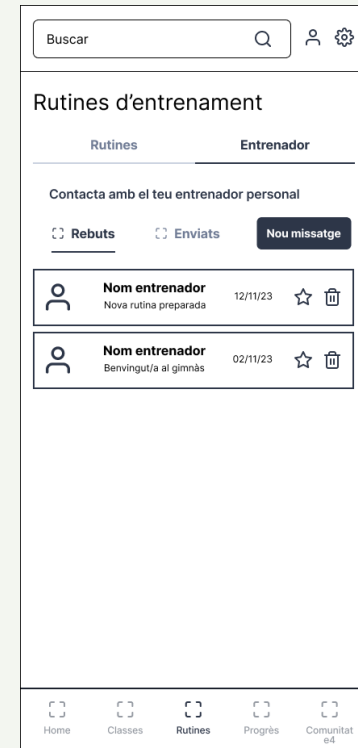 Buscar
Rutines d’entrenament
Rutines Entrenador
Contacta amb el teu entrenador personal
Rebuts Enviats Nou missatge
Nom entrenador
Nova rutina preparada
12/11/23
Nom entrenador
Benvingut/a al gimnàs
02/11/23
Home Classes Rutines Progrès Comunitat
e4